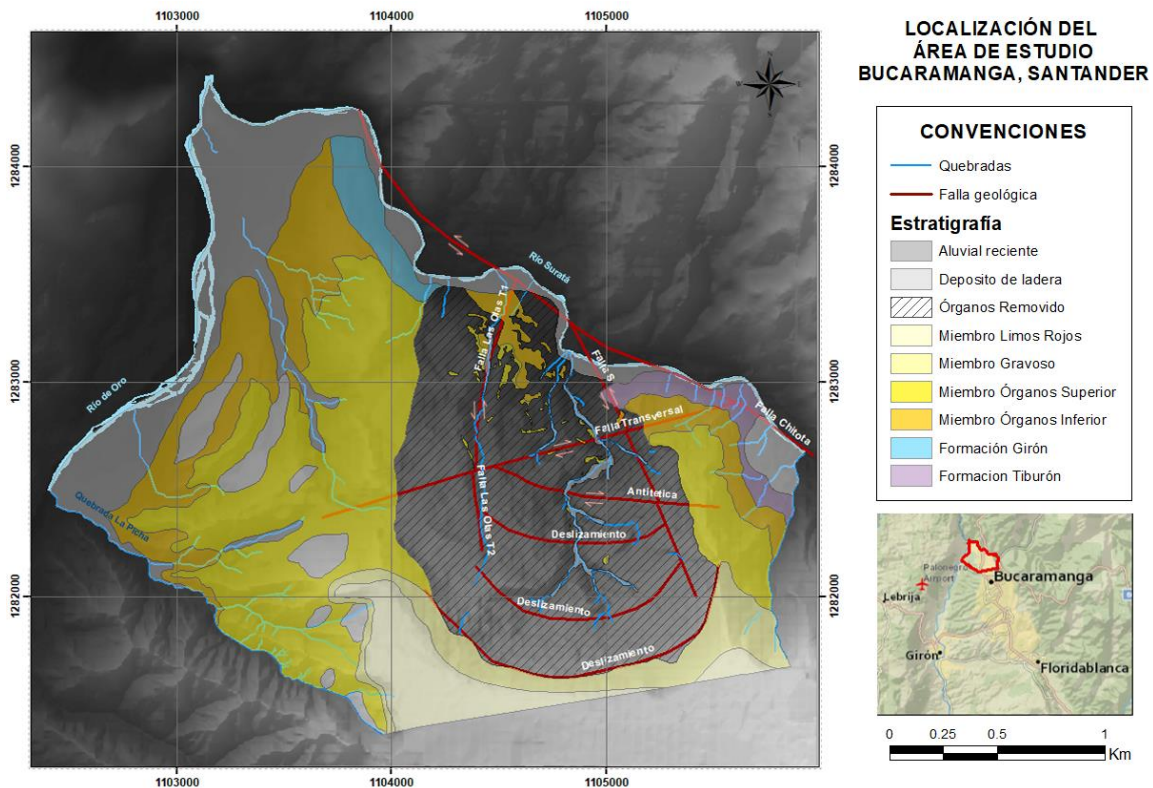 LOCALIZACIÓN DEL
ÁREA DE ESTUDIO
BUCARAMANGA, SANTANDER
CONVENCIONES
Quebradas
Falla geológica
Estratigrafía
Aluvial reciente
Deposito de ladera
Órganos Removido
Miembro Limos Rojos
Miembro Gravoso
Miembro Órganos Superior
Miembro Órganos Inferior
Formación Girón
Formacion Tiburón
1103000
1104000
1105000
1284000
1284000
1283000
1283000
1282000
1282000
1103000
1104000
1105000
N
W
E
S
Río Suratá
Falla Las Olas T1
Río de Oro
Falla S
Falla Chitota
Falla Transversal
Falla Las Olas T2
Antitetica
Quebrada La Picha
Deslizamiento
Deslizamiento
Deslizamiento
Palonegro
Airport
Bucaramanga
Lebrija
Girón
Floridablanca
0
0.25
0.5
1
Km